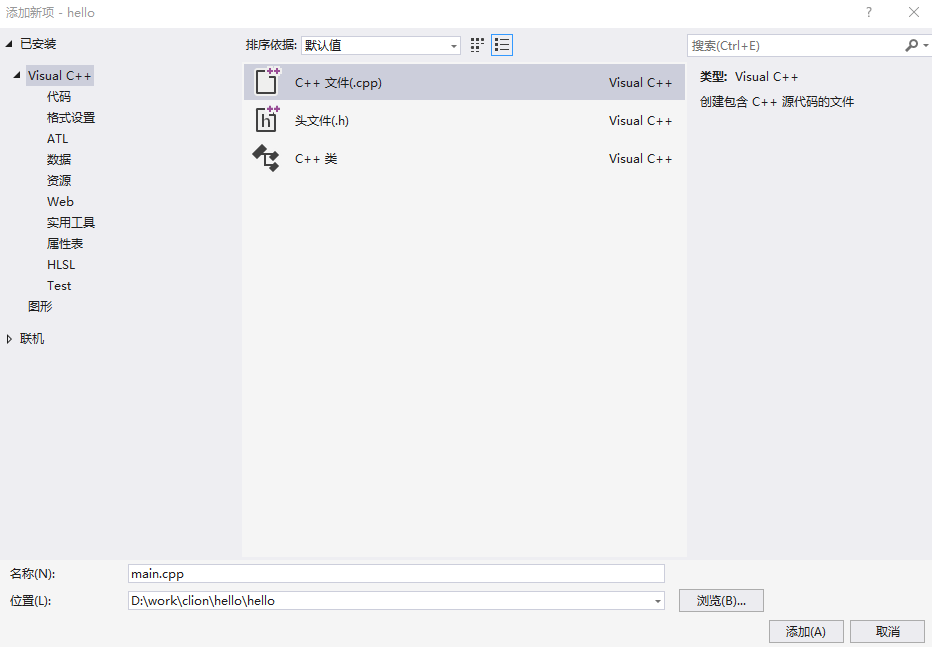 添加新项 - hello
?
已安装
Visual C++
代码
格式设置
ATL
数据
资源
Web
实用工具
属性表
HLSL
Test
图形
联机
排序依据: 默认值
C++ 文件(.cpp) Visual C++
头文件(.h) Visual C++
C++ 类 Visual C++
搜索(Ctrl+E)
类型: Visual C++
创建包含 C++ 源代码的文件
名称(N): main.cpp
位置(L): D:\work\clion\hello\hello
浏览(B)...
添加(A) 取消